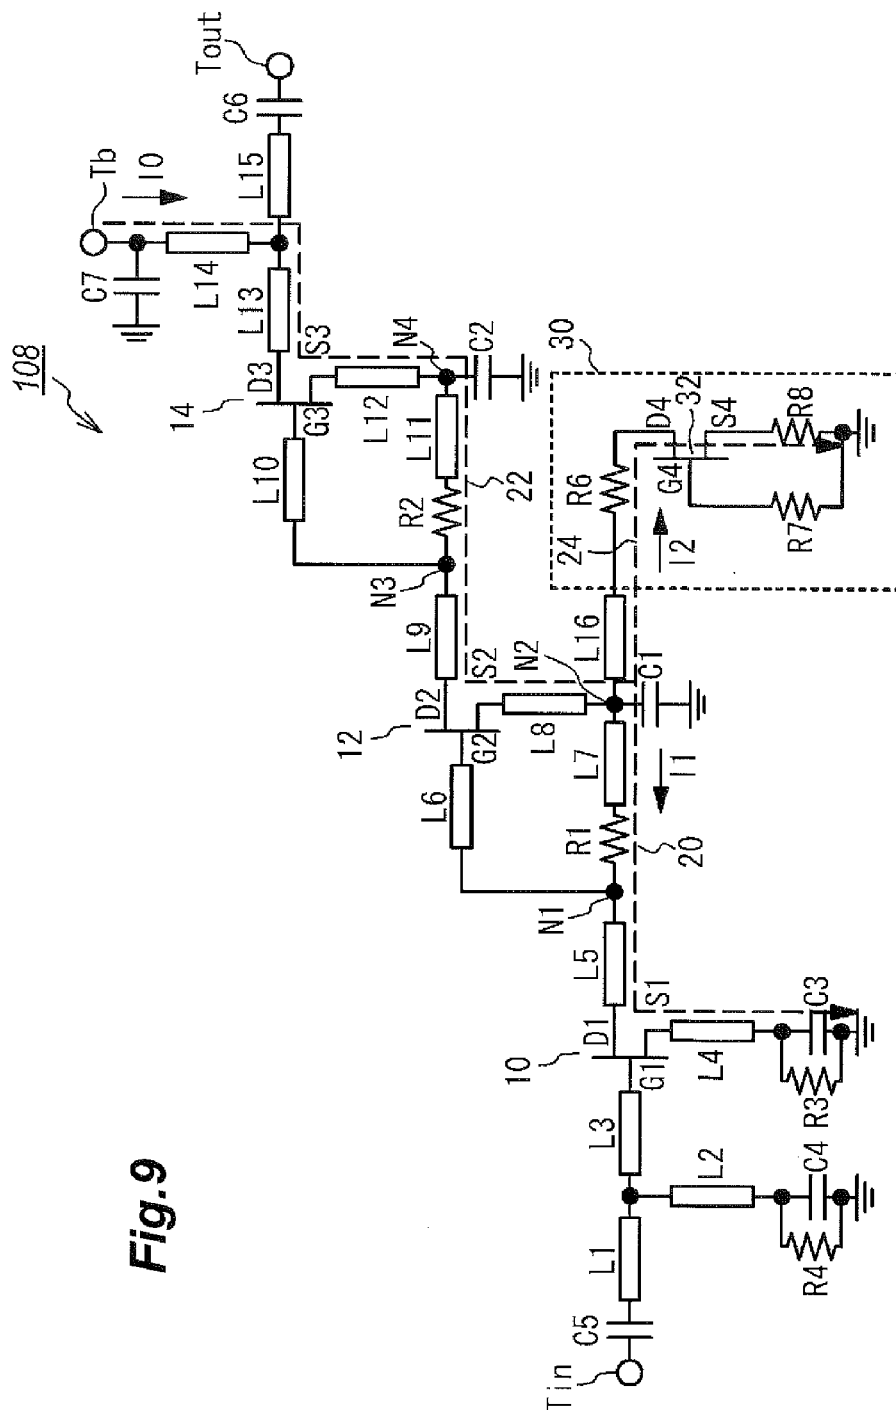 Fig.9
108
Tin
C5
L1
L2
R4
C4
L3
10
G1
D1
S1
L4
R3
C3
L5
N1
R1
L7
20
I1
L6
12
G2
D2
S2
L8
N2
C1
L16
L9
N3
R2
L11
22
L10
14
G3
D3
S3
L12
N4
C2
30
24
I2
R6
D4
32
G4
S4
R7
R8
L13
L14
C7
Tb
I0
L15
C6
Tout